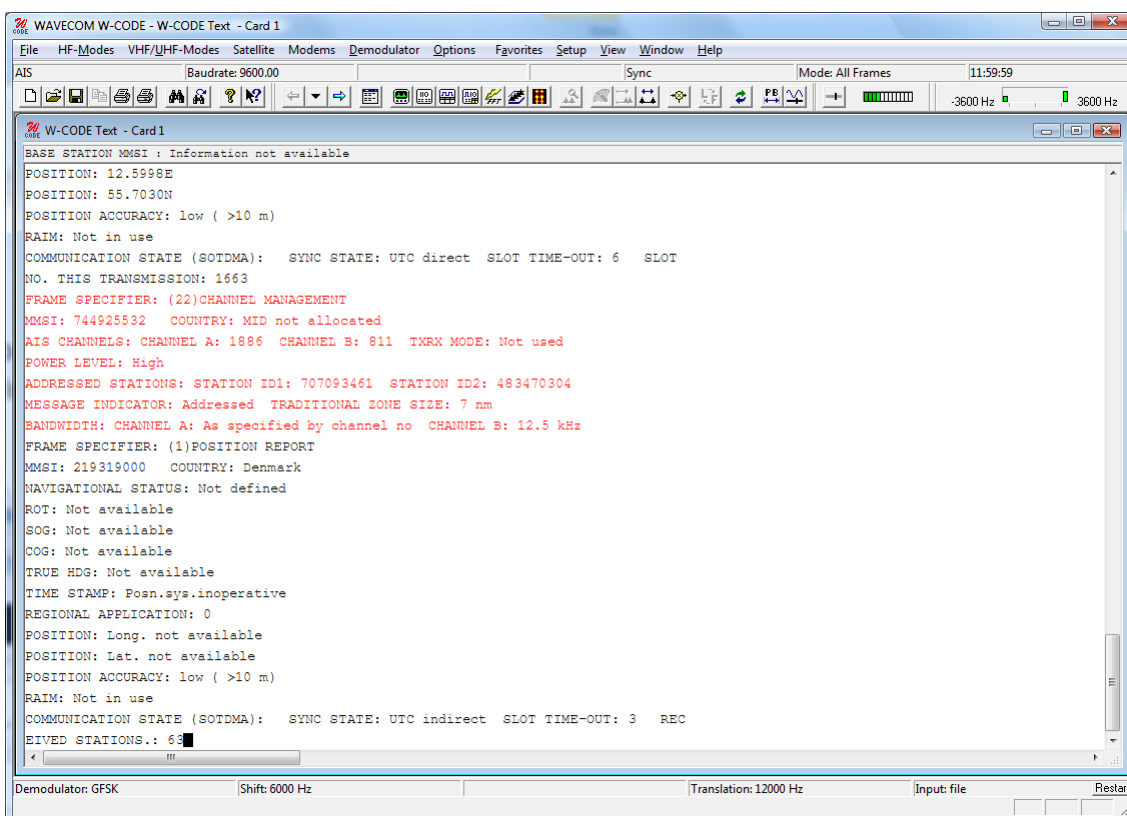 WAVECOM W-CODE - W-CODE Text - Card 1
File HF-Modes VHF/UHF-Modes Satellite Modems Demodulator Options Favorites Setup View Window Help
AIS Baudrate: 9600.00 Sync Mode: All Frames 11:59:59
-3600 Hz 3600 Hz
W-CODE Text - Card 1
BASE STATION MMSI : Information not available
POSITION: 12.5998E
POSITION: 55.7030N
POSITION ACCURACY: low ( >10 m)
RAIM: Not in use
COMMUNICATION STATE (SOTDMA): SYNC STATE: UTC direct SLOT TIME-OUT: 6 SLOT
NO. THIS TRANSMISSION: 1663
FRAME SPECIFIER: (22)CHANNEL MANAGEMENT
MMSI: 744925532 COUNTRY: MID not allocated
AIS CHANNELS: CHANNEL A: 1886 CHANNEL B: 811 TXRX MODE: Not used
POWER LEVEL: High
ADDRESSED STATIONS: STATION ID1: 707093461 STATION ID2: 483470304
MESSAGE INDICATOR: Addressed TRADITIONAL ZONE SIZE: 7 nm
BANDWIDTH: CHANNEL A: As specified by channel no CHANNEL B: 12.5 kHz
FRAME SPECIFIER: (1)POSITION REPORT
MMSI: 219319000 COUNTRY: Denmark
NAVIGATIONAL STATUS: Not defined
ROT: Not available
SOG: Not available
COG: Not available
TRUE HDG: Not available
TIME STAMP: Posn.sys.inoperative
REGIONAL APPLICATION: 0
POSITION: Long. not available
POSITION: Lat. not available
POSITION ACCURACY: low ( >10 m)
RAIM: Not in use
COMMUNICATION STATE (SOTDMA): SYNC STATE: UTC indirect SLOT TIME-OUT: 3 REC
EIVED STATIONS.: 63
Demodulator: GFSK Shift: 6000 Hz Translation: 12000 Hz Input: file Restar